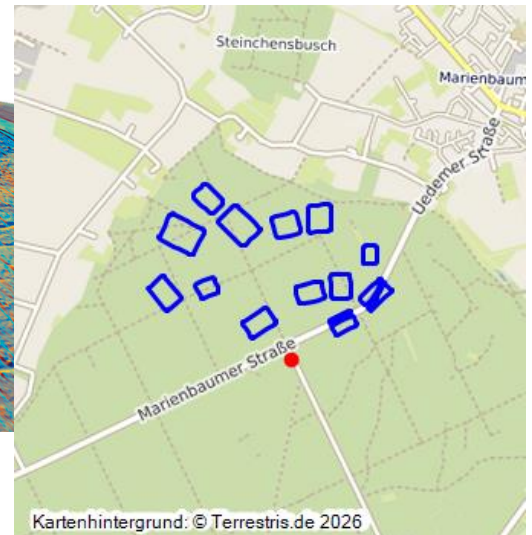 Steinchensbusch
Marienbaum
Uedemer Straße
Marienbaumer Straße
Kartenhintergrund: © Terrestris.de 2026